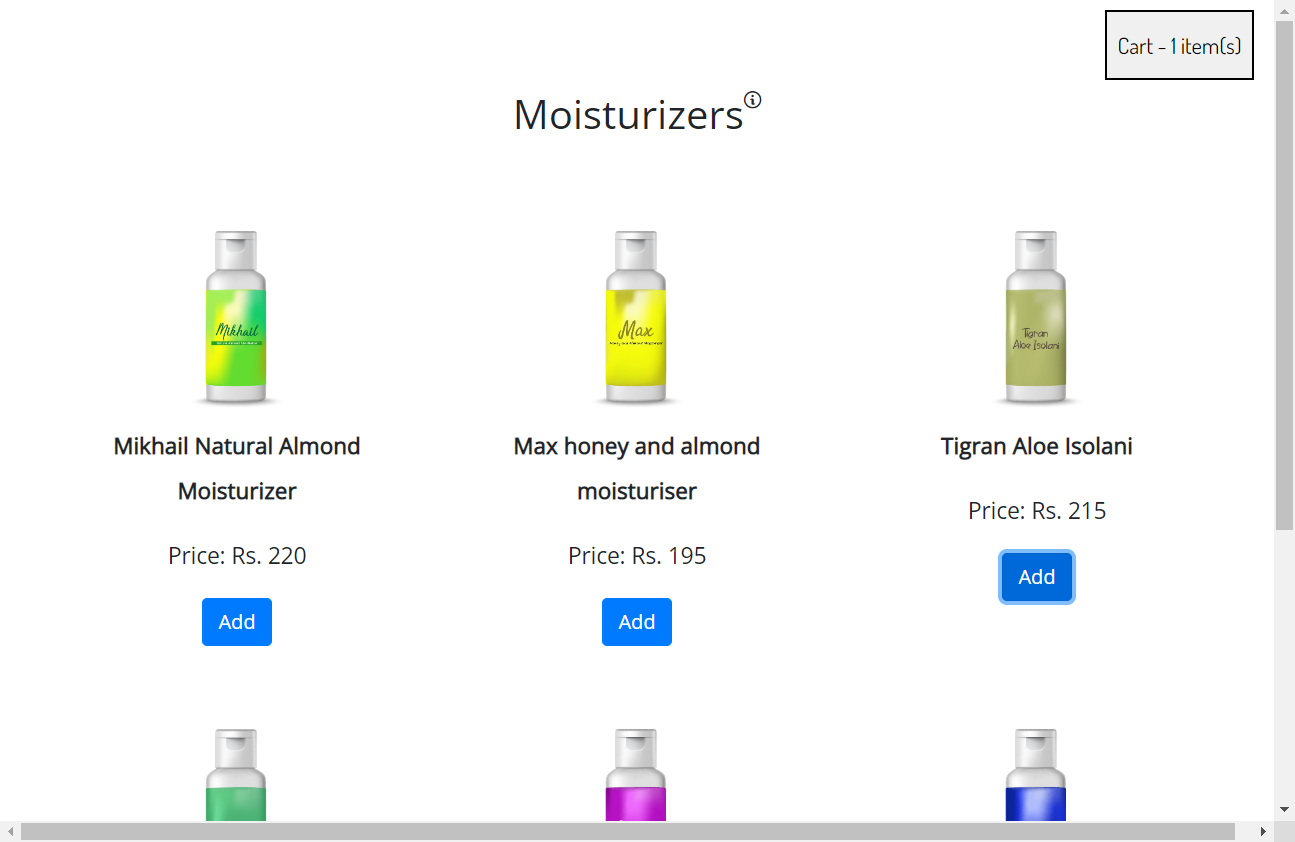 Cart - 1 item(s)
Moisturizers
Mikhail
Max
Tigran
Aloe Isolani
Mikhail Natural Almond
Moisturizer
Max honey and almond
moisturiser
Tigran Aloe Isolani
Price: Rs. 220
Price: Rs. 195
Price: Rs. 215
Add
Add
Add